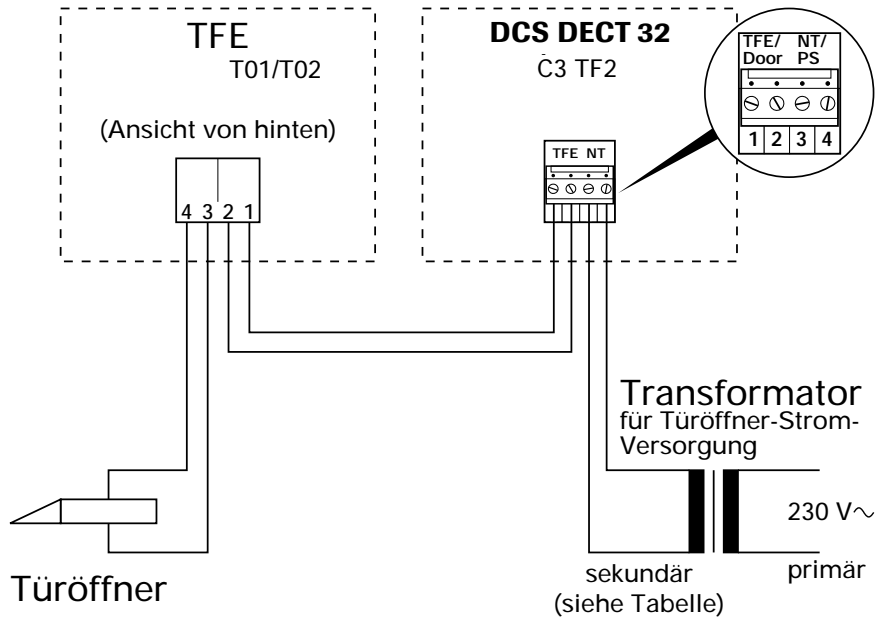 TFE
T01/T02
(Ansicht von hinten)
4 3 2 1
DCS DECT 32
C3 TF2
TFE NT
TFE/ NT/
Door PS
1 2 3 4
Transformator
für Türöffner-Strom-
Versorgung
230 V~
primär
sekundär
(siehe Tabelle)
Türöffner